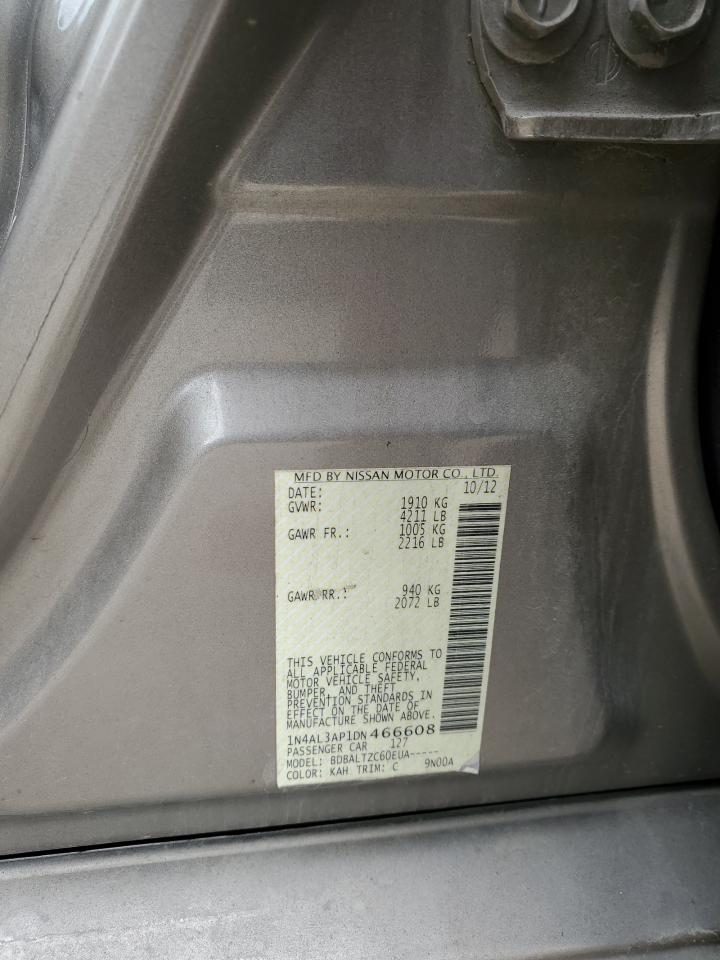 MFD BY NISSAN MOTOR CO., LTD.
DATE: 10/12
GVWR: 1910 KG
4211 LB
GAWR FR.: 1005 KG
2216 LB
GAWR RR.: 940 KG
2072 LB
THIS VEHICLE CONFORMS TO
ALL APPLICABLE FEDERAL
MOTOR VEHICLE SAFETY,
BUMPER, AND THEFT
PREVENTION STANDARDS IN
EFFECT ON THE DATE OF
MANUFACTURE SHOWN ABOVE.
1N4AL3AP1DN466608
PASSENGER CAR 127
MODEL: BDBALTZC60EUA-----
COLOR: KAH TRIM: C 9N00A